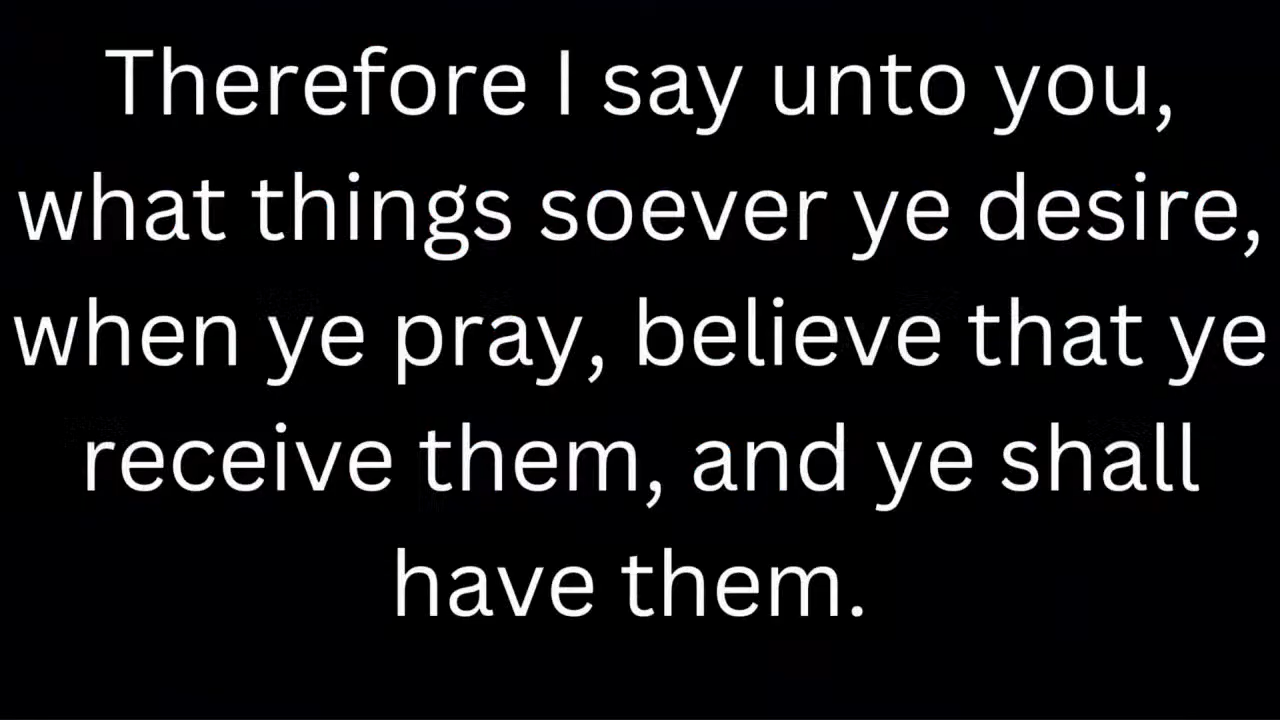 Therefore I say unto you,
what things soever ye desire,
when ye pray, believe that ye
receive them, and ye shall
have them.